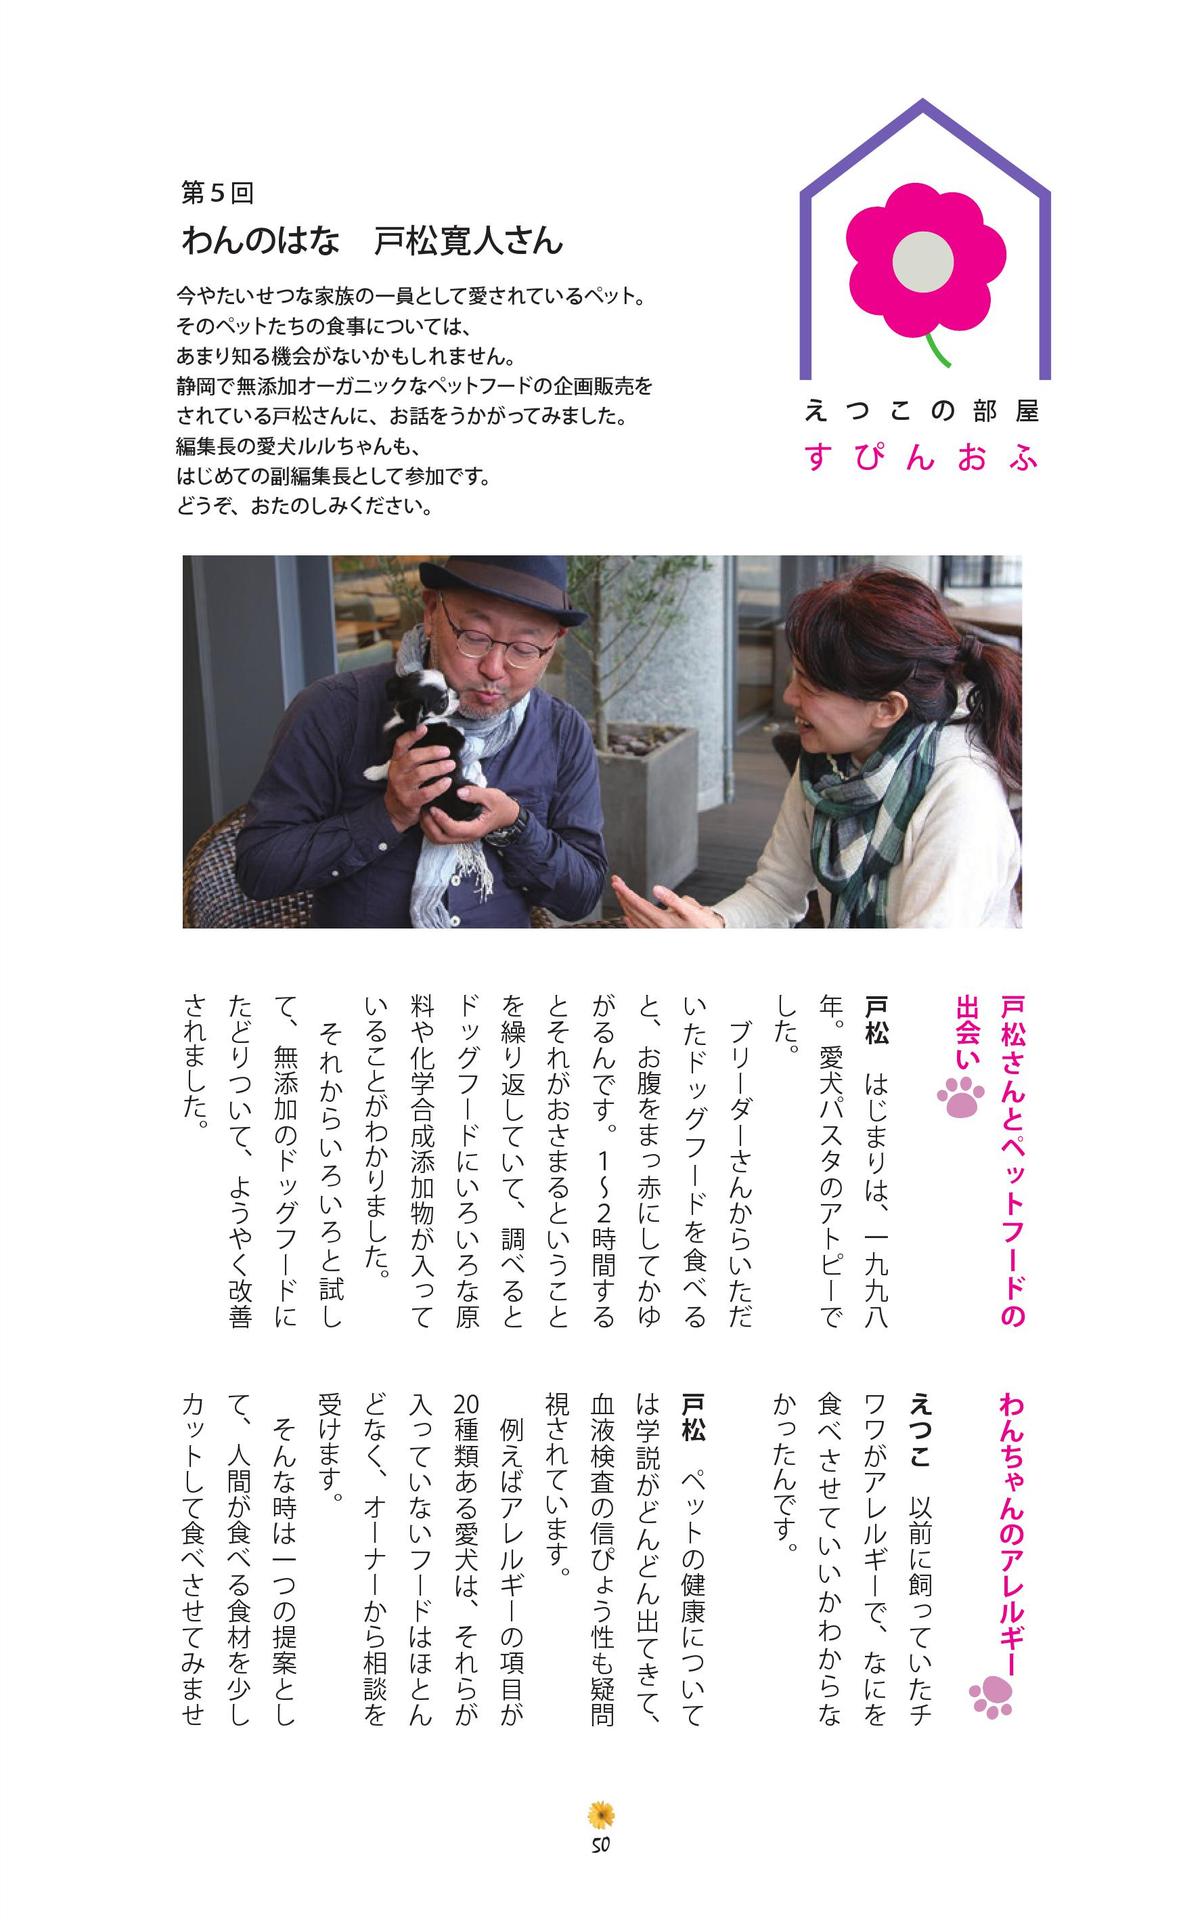 えつこの部屋
すぴんおふ
第5回
わんのはな　戸松寛人さん
今やたいせつな家族の一員として愛されているペット。
そのペットたちの食事については、
あまり知る機会がないかもしれません。
静岡で無添加オーガニックなペットフードの企画販売を
されている戸松さんに、お話をうかがってみました。
編集長の愛犬ルルちゃんも、
はじめての副編集長として参加です。
どうぞ、おたのしみください。
戸松さんとペットフードの
出会い
戸松　はじまりは、一九九八
年。愛犬パスタのアトピーで
した。
　ブリーダーさんからいただ
いたドッグフードを食べる
と、お腹をまっ赤にしてかゆ
がるんです。1〜2時間する
とそれがおさまるということ
を繰り返していて、調べると
ドッグフードにいろいろな原
料や化学合成添加物が入って
いることがわかりました。
　それからいろいろと試し
て、無添加のドッグフードに
たどりついて、ようやく改善
されました。
わんちゃんのアレルギー
えつこ　以前に飼っていたチ
ワワがアレルギーで、なにを
食べさせていいかわからな
かったんです。
戸松　ペットの健康について
は学説がどんどん出てきて、
血液検査の信ぴょう性も疑問
視されています。
　例えばアレルギーの項目が
20種類ある愛犬は、それらが
入っていないフードはほとん
どなく、オーナーから相談を
受けます。
　そんな時は一つの提案とし
て、人間が食べる食材を少し
カットして食べさせてみませ
50